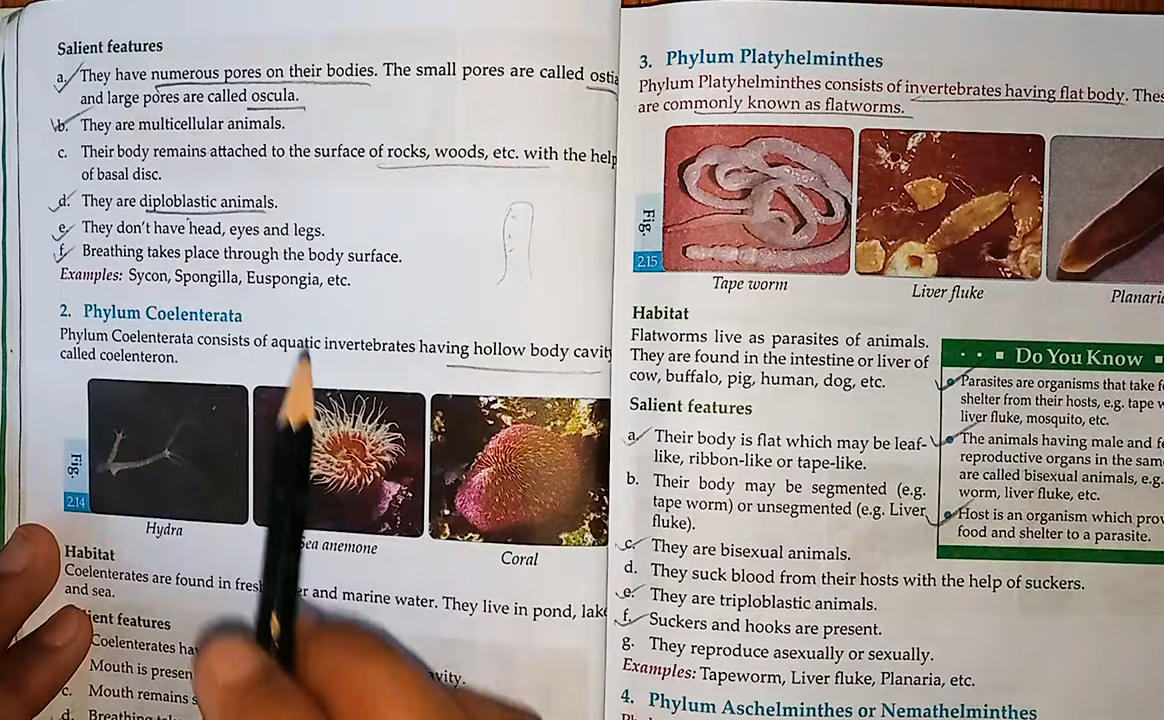 Salient features
a. They have numerous pores on their bodies. The small pores are called ostia
and large pores are called oscula.
b. They are multicellular animals.
c. Their body remains attached to the surface of rocks, woods, etc. with the help
of basal disc.
d. They are diploblastic animals.
e. They don't have head, eyes and legs.
f. Breathing takes place through the body surface.
Examples: Sycon, Spongilla, Euspongia, etc.
2. Phylum Coelenterata
Phylum Coelenterata consists of aquatic invertebrates having hollow body cavity
called coelenteron.
Fig.
2.14
Hydra
Sea anemone
Coral
Habitat
Coelenterates are found in fresh and marine water. They live in pond, lake
and sea.
features
Coelenterates
Mouth is
c. Mouth remains
d. Breathing
3. Phylum Platyhelminthes
Phylum Platyhelminthes consists of invertebrates having flat body.
are commonly known as flatworms.
Fig.
2.15
Tape worm
Liver fluke
Habitat
Flatworms live as parasites of animals.
They are found in the intestine or liver of
cow, buffalo, pig, human, dog, etc.
Salient features
a. Their body is flat which may be leaf-
like, ribbon-like or tape-like.
b. Their body may be segmented (e.g.
tape worm) or unsegmented (e.g. Liver
fluke).
c. They are bisexual animals.
d. They suck blood from their hosts with the help of suckers.
e. They are triploblastic animals.
f. Suckers and hooks are present.
g. They reproduce asexually or sexually.
Examples: Tapeworm, Liver fluke, Planaria, etc.
Do You Know
Parasites are organisms that take
shelter from their hosts, e.g. tape
liver fluke, mosquito, etc.
The animals having male and
reproductive organs in the
are called bisexual animals, e.g.
worm, liver fluke, etc.
Host is an organism which
food and shelter to a parasite.
4. Phylum Aschelminthes or Nemathelminthes